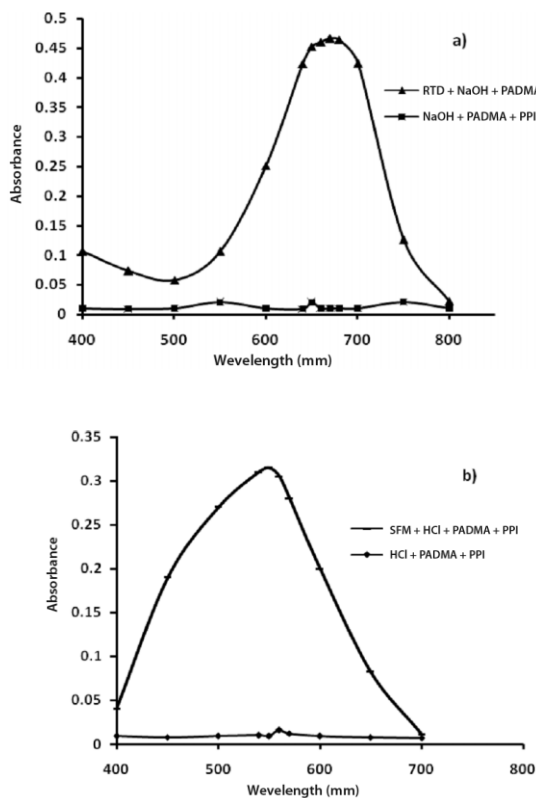 0.5
a)
0.45
0.4
RTD + NaOH + PADMA
0.35
NaOH + PADMA + PPI
0.3
0.25
0.2
0.15
0.1
0.05
0
Absorbance
400 500 600 700 800
Wevelength (mm)
0.35
b)
0.3
SFM + HCl + PADMA + PPI
0.25
HCl + PADMA + PPI
0.2
0.15
0.1
0.05
0
Absorbance
400 500 600 700 800
Wevelength (mm)